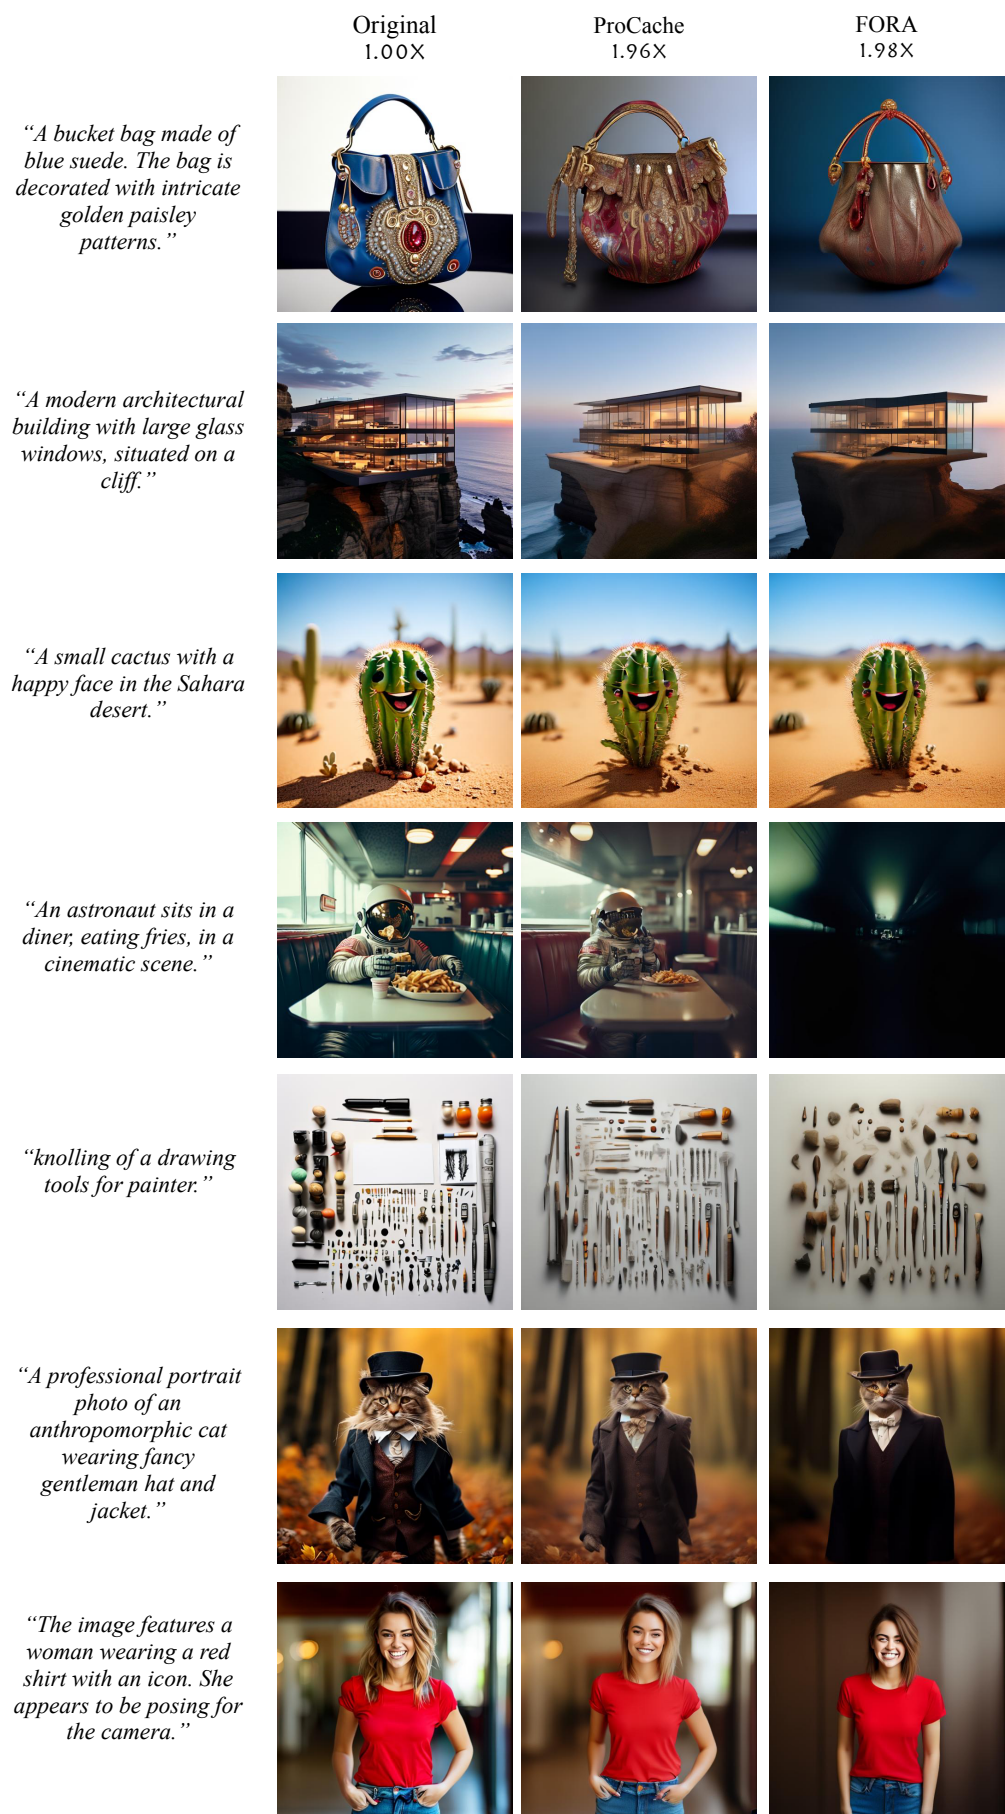 Original
1.00X
ProCache
1.96X
FORA
1.98X
“A bucket bag made of
blue suede. The bag is
decorated with intricate
golden paisley
patterns.”
“A modern architectural
building with large glass
windows, situated on a
cliff.”
“A small cactus with a
happy face in the Sahara
desert.”
“An astronaut sits in a
diner, eating fries, in a
cinematic scene.”
“knolling of a drawing
tools for painter.”
“A professional portrait
photo of an
anthropomorphic cat
wearing fancy
gentleman hat and
jacket.”
“The image features a
woman wearing a red
shirt with an icon. She
appears to be posing for
the camera.”